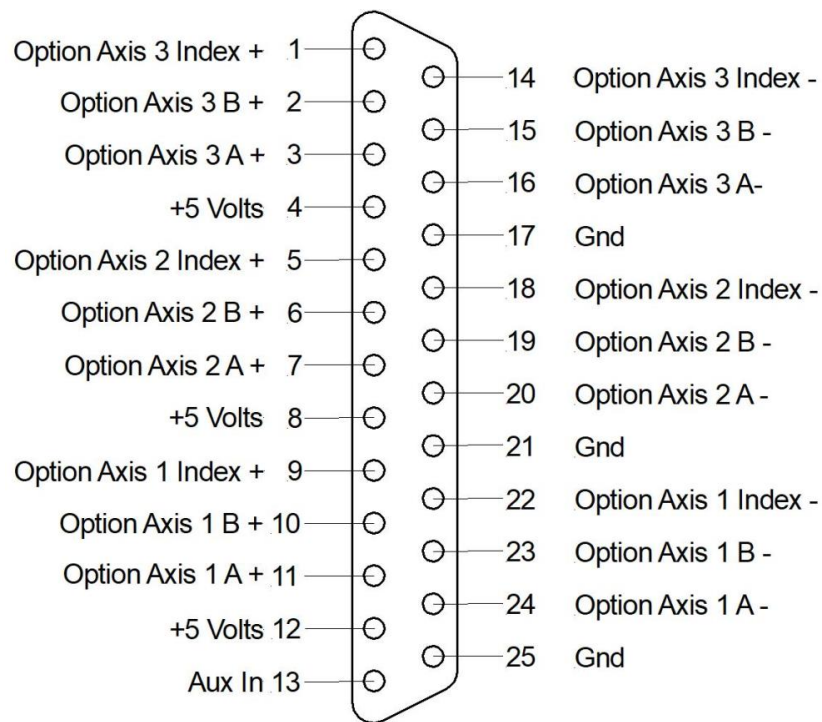 Option Axis 3 Index + 1
14 Option Axis 3 Index -
Option Axis 3 B + 2
15 Option Axis 3 B -
Option Axis 3 A + 3
16 Option Axis 3 A-
+5 Volts 4
17 Gnd
Option Axis 2 Index + 5
18 Option Axis 2 Index -
Option Axis 2 B + 6
19 Option Axis 2 B -
Option Axis 2 A + 7
20 Option Axis 2 A -
+5 Volts 8
21 Gnd
Option Axis 1 Index + 9
22 Option Axis 1 Index -
Option Axis 1 B + 10
23 Option Axis 1 B -
Option Axis 1 A + 11
24 Option Axis 1 A -
+5 Volts 12
25 Gnd
Aux In 13